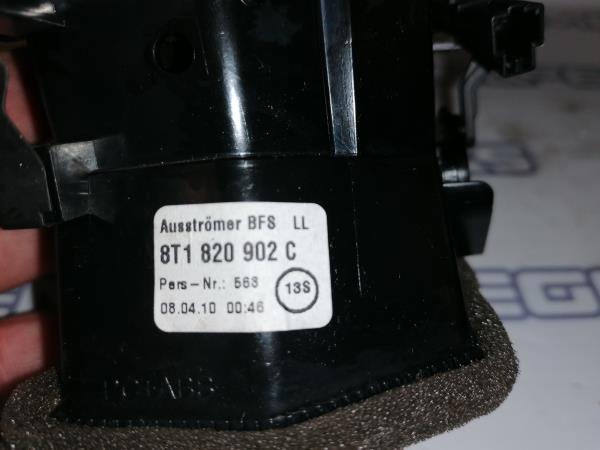 Ausströmer BFS LL
8T1 820 902 C
Pers-Nr.: 563
13S
08.04.10 00:46